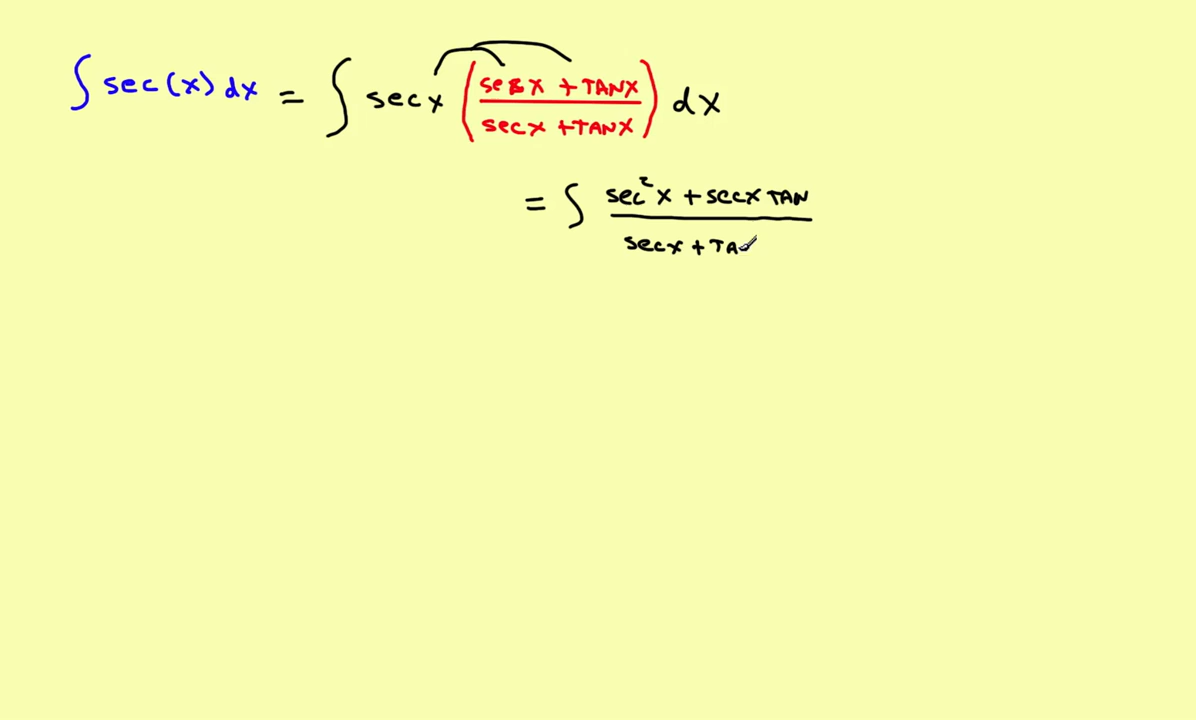 ∫ sec(x) dx = ∫ secx (secx + TANX / secx + TANX) dx
= ∫ sec²x + secx TAN / secx + TA